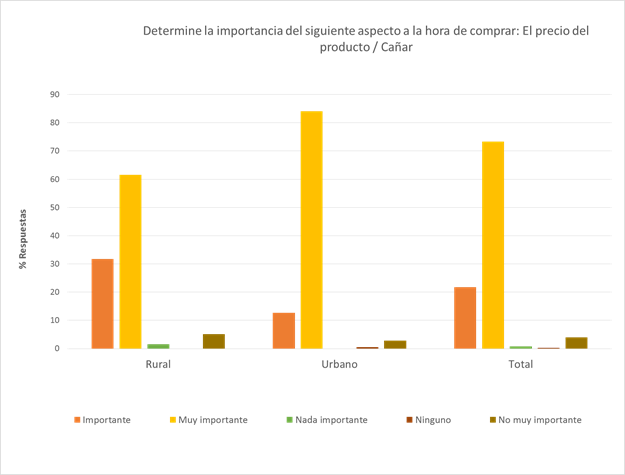 Determine la importancia del siguiente aspecto a la hora de comprar: El precio del
producto / Cañar
90
80
70
60
50
40
30
20
10
0
% Respuestas
Rural
Urbano
Total
Importante
Muy importante
Nada importante
Ninguno
No muy importante